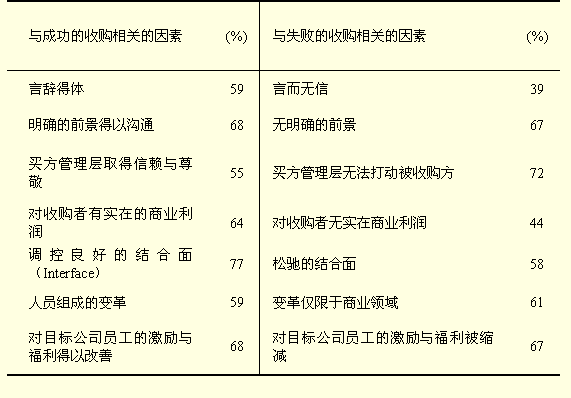 与成功的收购相关的因素 (%) 与失败的收购相关的因素 (%)
言辞得体 59 言而无信 39
明确的前景得以沟通 68 无明确的前景 67
买方管理层取得信赖与尊
敬 55 买方管理层无法打动被收购方 72
对收购者有实在的商业利
润 64 对收购者无实在商业利润 44
调控良好的结合面
（Interface） 77 松驰的结合面 58
人员组成的变革 59 变革仅限于商业领域 61
对目标公司员工的激励与
福利得以改善 68 对目标公司员工的激励与福利被缩
减 67